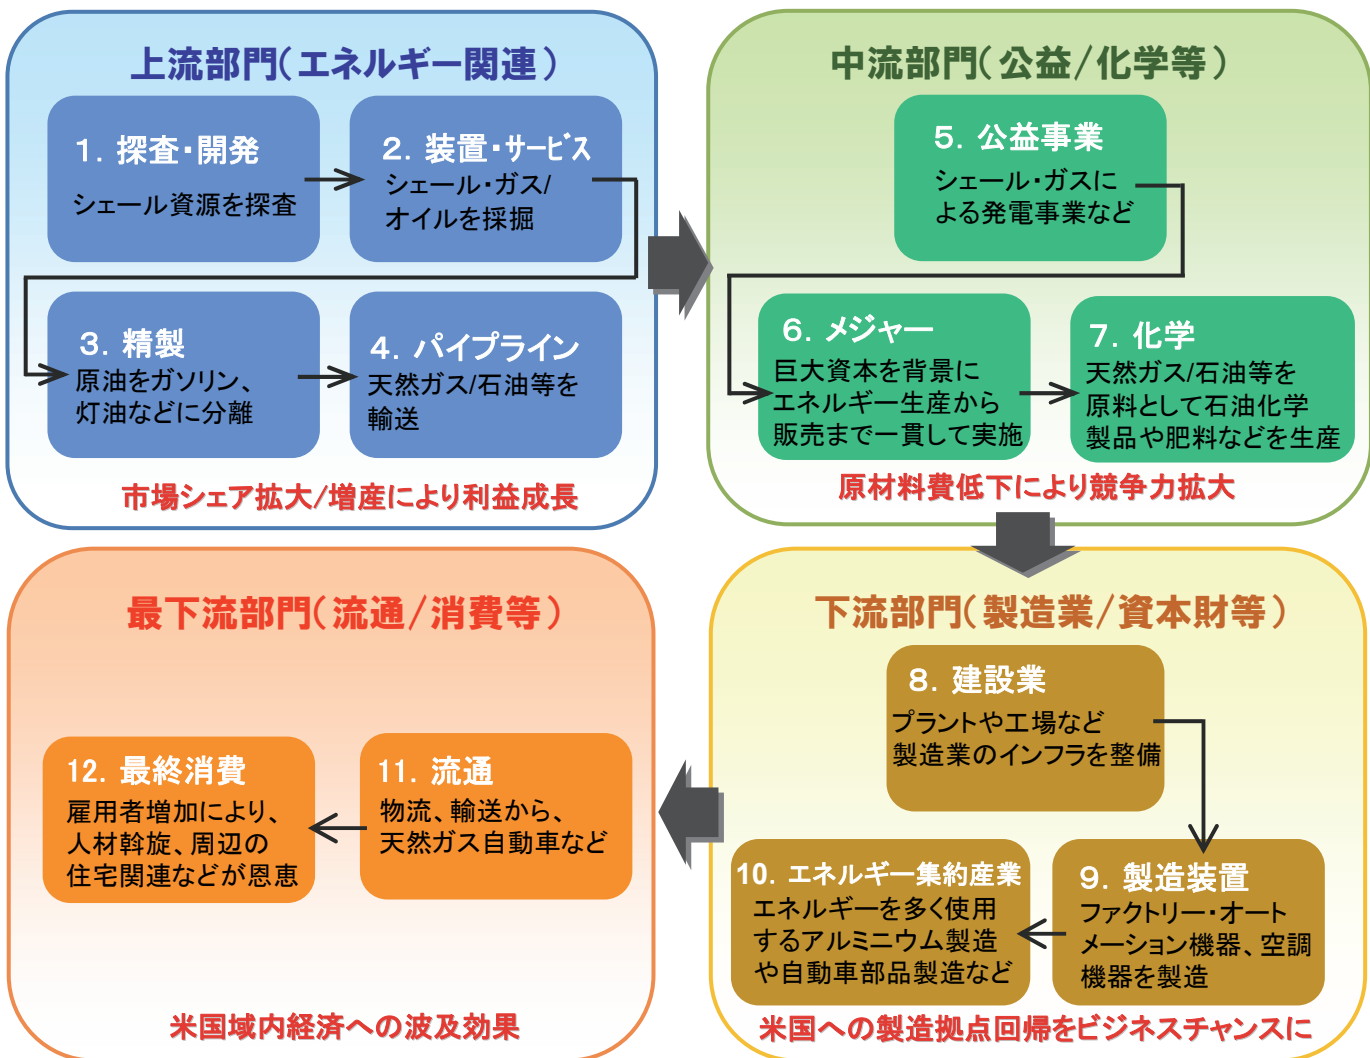 上流部門(エネルギー関連)
1. 探査・開発
シェール資源を探査
2. 装置・サービス
シェール・ガス/
オイルを採掘
3. 精製
原油をガソリン、
灯油などに分離
4. パイプライン
天然ガス/石油等を
輸送
市場シェア拡大/増産により利益成長
中流部門(公益/化学等)
5. 公益事業
シェール・ガスに
よる発電事業など
6. メジャー
巨大資本を背景に
エネルギー生産から
販売まで一貫して実施
7. 化学
天然ガス/石油等を
原料として石油化学
製品や肥料などを生産
原材料費低下により競争力拡大
下流部門(製造業/資本財等)
8. 建設業
プラントや工場など
製造業のインフラを整備
9. 製造装置
ファクトリー・オート
メーション機器、空調
機器を製造
10. エネルギー集約産業
エネルギーを多く使用
するアルミニウム製造
や自動車部品製造など
米国への製造拠点回帰をビジネスチャンスに
最下流部門(流通/消費等)
11. 流通
物流、輸送から、
天然ガス自動車など
12. 最終消費
雇用者増加により、
人材斡旋、周辺の
住宅関連などが恩恵
米国域内経済への波及効果